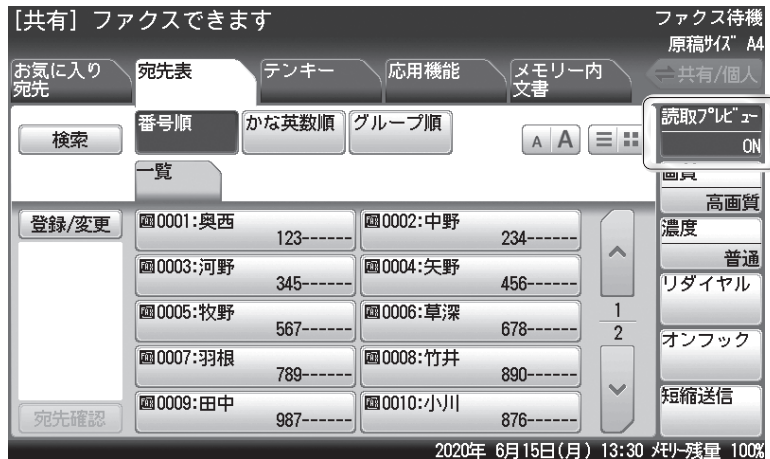 [共有] ファクスできます
ファクス待機
原稿ｻｲｽﾞ A4
お気に入り
宛先
宛先表
テンキー
応用機能
メモリー内
文書
共有/個人
検索
番号順
かな英数順
グループ順
A A
読取ﾌﾟﾚﾋﾞｭｰ
ON
一覧
画質
高画質
登録/変更
0001:奥西
123------
0002:中野
234------
濃度
普通
0003:河野
345------
0004:矢野
456------
リダイヤル
0005:牧野
567------
0006:草深
678------
1
2
オンフック
0007:羽根
789------
0008:竹井
890------
0009:田中
987------
0010:小川
876------
短縮送信
宛先確認
2020年 6月15日(月) 13:30 ﾒﾓﾘｰ残量 100%